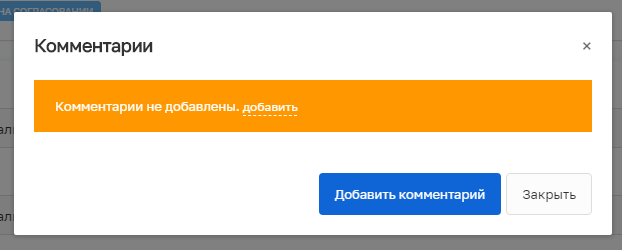 НА СОГЛАСОВАНИИ
Комментарии
×
Комментарии не добавлены. добавить
Добавить комментарий
Закрыть